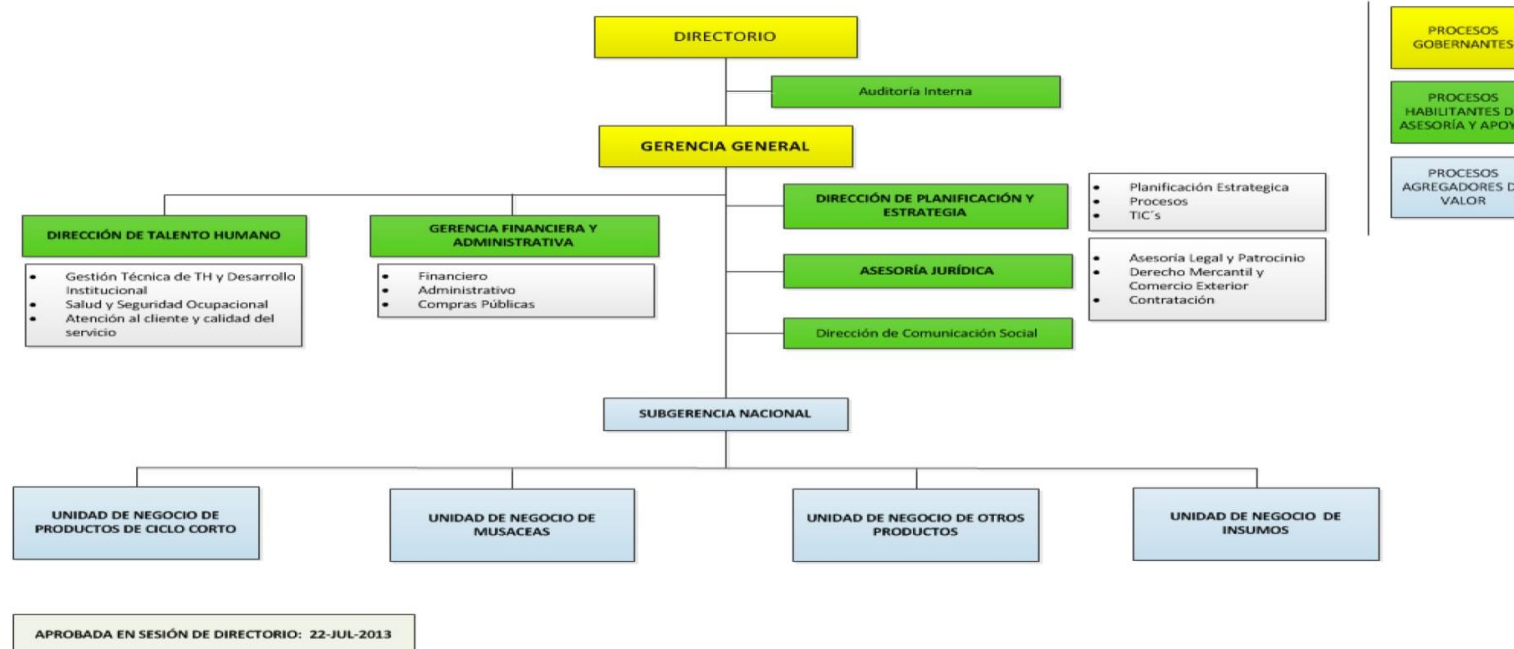 DIRECTORIO
Auditoría Interna
GERENCIA GENERAL
DIRECCIÓN DE TALENTO HUMANO
• Gestión Técnica de TH y Desarrollo
Institucional
• Salud y Seguridad Ocupacional
• Atención al cliente y calidad del
servicio
GERENCIA FINANCIERA Y
ADMINISTRATIVA
• Financiero
• Administrativo
• Compras Públicas
DIRECCIÓN DE PLANIFICACIÓN Y
ESTRATEGIA
• Planificación Estrategica
• Procesos
• TIC´s
ASESORÍA JURÍDICA
• Asesoría Legal y Patrocinio
• Derecho Mercantil y
Comercio Exterior
• Contratación
Dirección de Comunicación Social
SUBGERENCIA NACIONAL
UNIDAD DE NEGOCIO DE
PRODUCTOS DE CICLO CORTO
UNIDAD DE NEGOCIO DE
MUSACEAS
UNIDAD DE NEGOCIO DE OTROS
PRODUCTOS
UNIDAD DE NEGOCIO DE
INSUMOS
APROBADA EN SESIÓN DE DIRECTORIO: 22-JUL-2013
PROCESOS
GOBERNANTES
PROCESOS
HABILITANTES
ASESORÍA Y
PROCESOS
AGREGADORES
VALOR